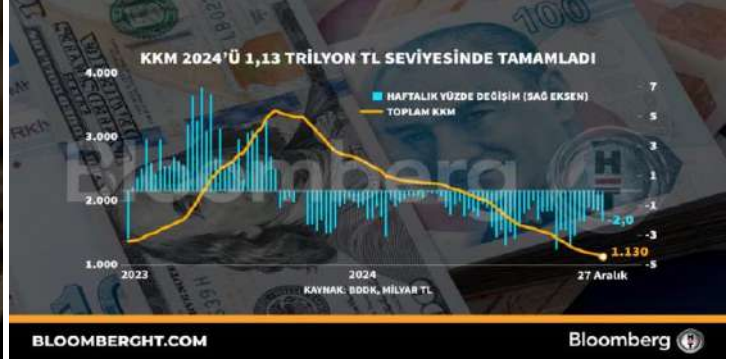 KKM 2024'Ü 1,13 TRİLYON TL SEVİYESİNDE TAMAMLADI
4.000
3.000
2.000
1.000
HAFTALIK YÜZDE DEĞİŞİM (SAĞ EKSEN)
TOPLAM KKM
7
5
3
1
-1
-3
-5
Bloomberg H
-2,0
1.130
2023
2024
27 Aralık
KAYNAK: BDDK, MİLYAR TL
BLOOMBERGHT.COM
Bloomberg H
100